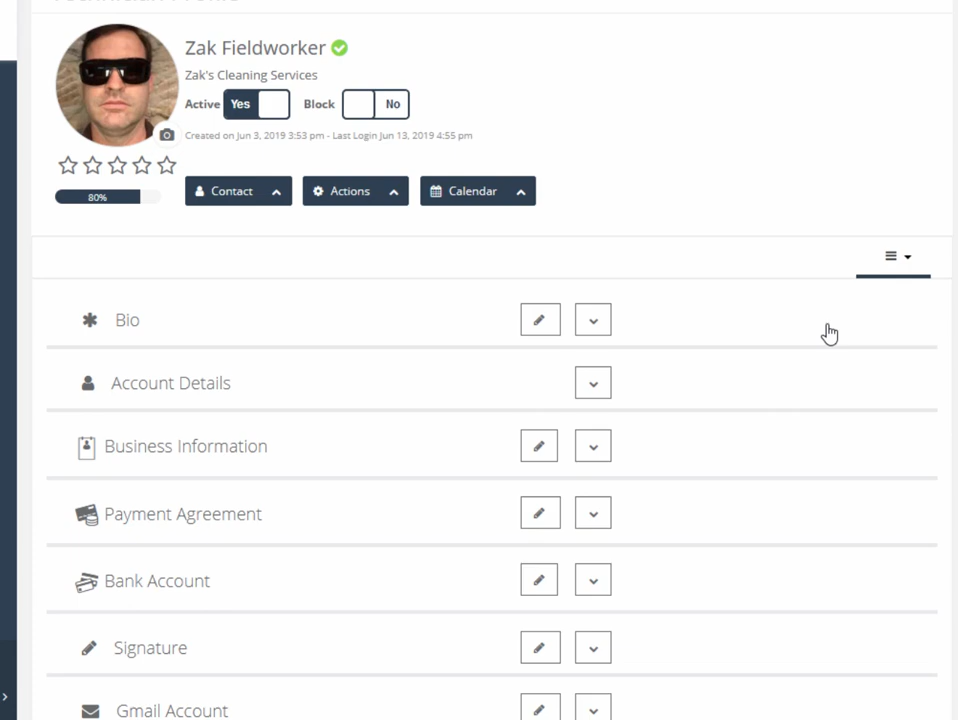 Technician Profile
Zak Fieldworker
Zak's Cleaning Services
Active Yes Block No
Created on Jun 3, 2019 3:53 pm - Last Login Jun 13, 2019 4:55 pm
80%
Contact Actions Calendar
Bio
Account Details
Business Information
Payment Agreement
Bank Account
Signature
Gmail Account